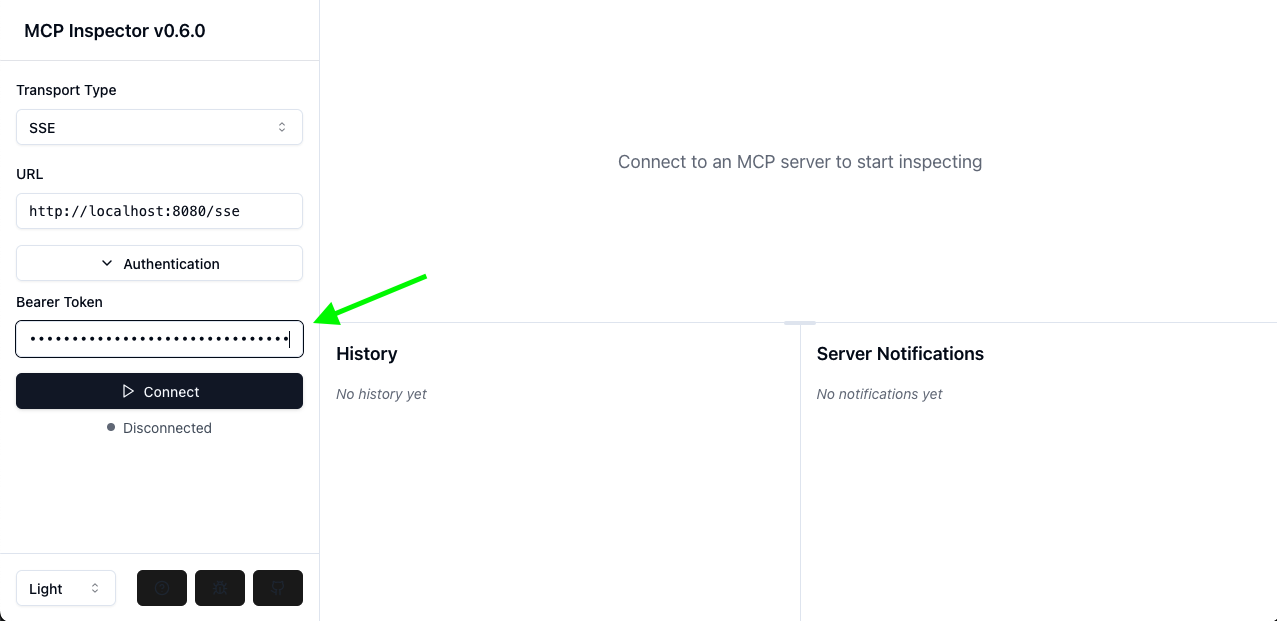 MCP Inspector v0.6.0
Transport Type
SSE
URL
http://localhost:8080/sse
Authentication
Bearer Token
•••••••••••••••••••••••••••••••
Connect
Disconnected
Light
Connect to an MCP server to start inspecting
History
No history yet
Server Notifications
No notifications yet